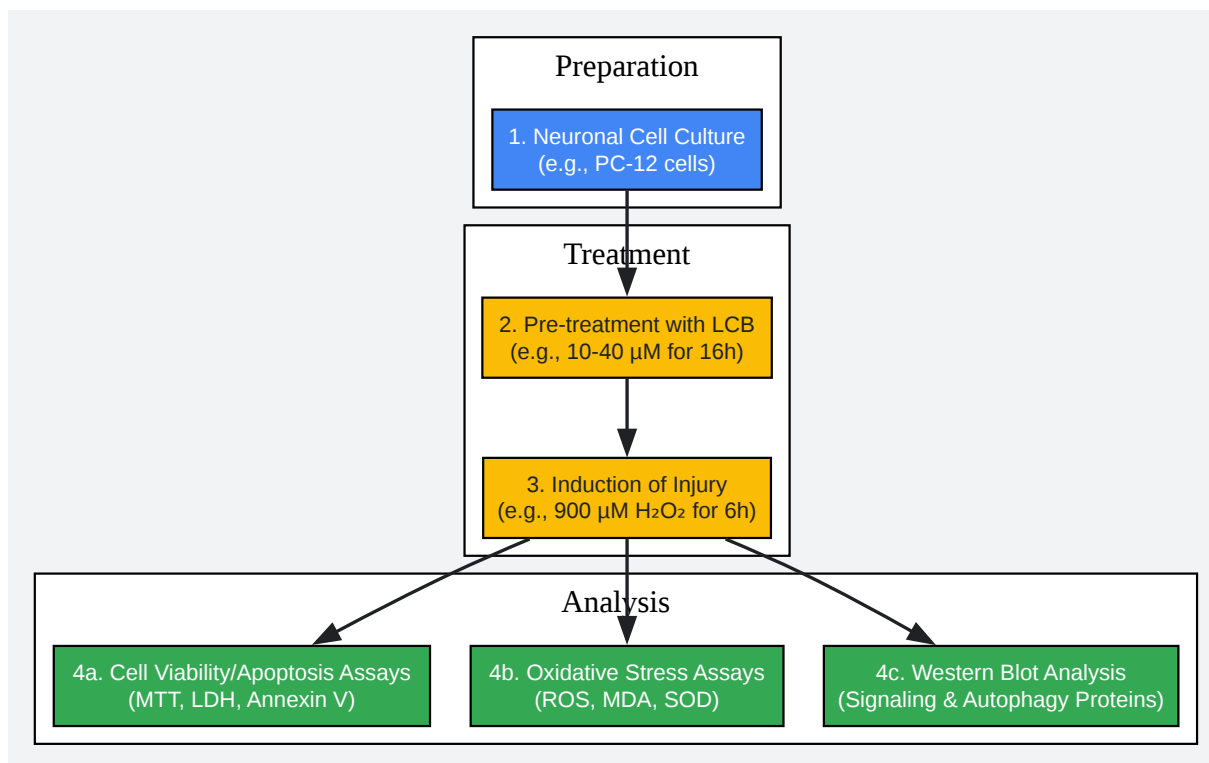 Preparation
1. Neuronal Cell Culture
(e.g., PC-12 cells)
Treatment
2. Pre-treatment with LCB
(e.g., 10-40 µM for 16h)
3. Induction of Injury
(e.g., 900 µM H₂O₂ for 6h)
Analysis
4a. Cell Viability/Apoptosis Assays
(MTT, LDH, Annexin V)
4b. Oxidative Stress Assays
(ROS, MDA, SOD)
4c. Western Blot Analysis
(Signaling & Autophagy Proteins)